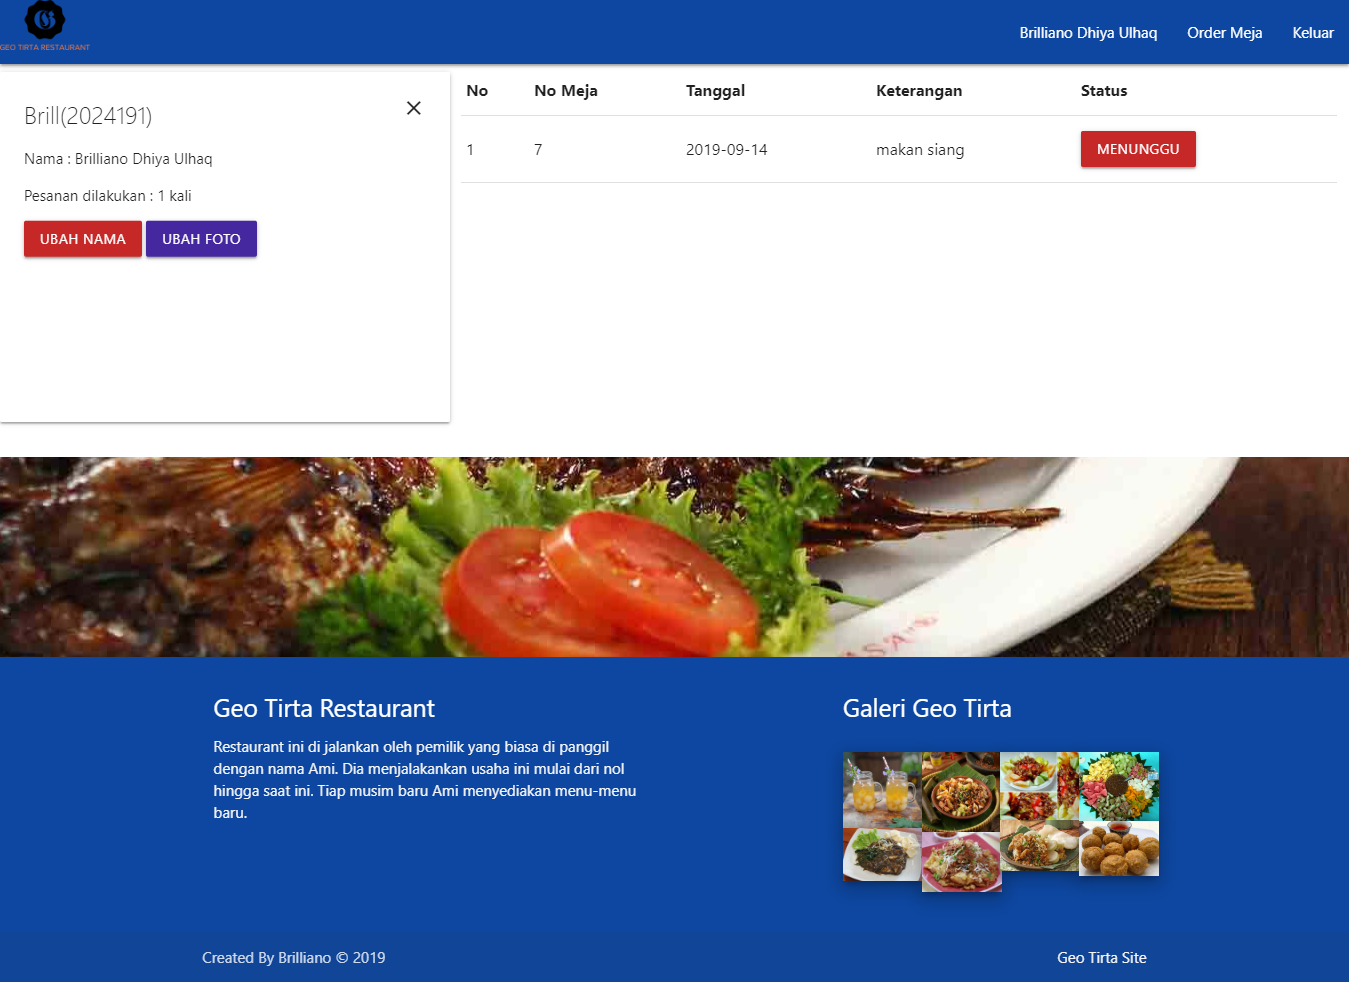 GEO TIRTA RESTAURANT
Brilliano Dhiya Ulhaq Order Meja Keluar
Brill(2024191)
Nama : Brilliano Dhiya Ulhaq
Pesanan dilakukan : 1 kali
UBAH NAMA UBAH FOTO
No No Meja Tanggal Keterangan Status
1 7 2019-09-14 makan siang MENUNGGU
Geo Tirta Restaurant
Restaurant ini di jalankan oleh pemilik yang biasa di panggil
dengan nama Ami. Dia menjalakankan usaha ini mulai dari nol
hingga saat ini. Tiap musim baru Ami menyediakan menu-menu
baru.
Galeri Geo Tirta
Created By Brilliano © 2019
Geo Tirta Site